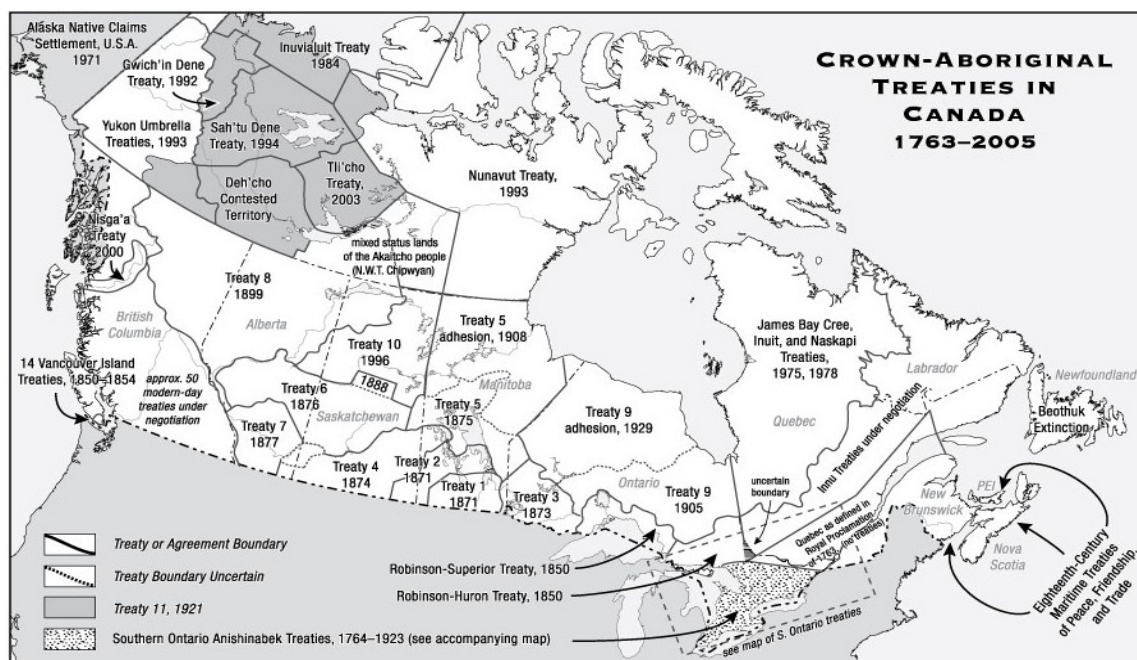 CROWN-ABORIGINAL
TREATIES IN
CANADA
1763–2005
Alaska Native Claims
Settlement, U.S.A.
1971
Inuvialuit Treaty
1984
Gwich'in Dene
Treaty, 1992
Yukon Umbrella
Treaties, 1993
Sah'tu Dene
Treaty, 1994
Tli'cho
Treaty,
2003
Deh'cho
Contested
Territory
Nunavut Treaty,
1993
Nisga'a
Treaty
2000
mixed status lands
of the Akaitcho people
(N.W.T. Chipwyan)
Treaty 8
1899
British
Columbia
Alberta
Treaty 5
adhesion, 1908
James Bay Cree,
Inuit, and Naskapi
Treaties,
1975, 1978
Labrador
Newfoundland
Treaty 10
1996
1888
Manitoba
14 Vancouver Island
Treaties, 1850–1854
approx. 50
modern-day
treaties under
negotiation
Treaty 6
1876
Saskatchewan
Treaty 5
1875
Treaty 9
adhesion, 1929
Quebec
Innu Treaties under negotiation
Beothuk
Extinction
Treaty 7
1877
Treaty 4
1874
Treaty 2
1871
Treaty 1
1871
Treaty 3
1873
Ontario
Treaty 9
1905
uncertain
boundary
Quebec as defined in
Royal Proclamation
of 1763 (no treaties)
New
Brunswick
PEI
Nova
Scotia
Treaty or Agreement Boundary
Treaty Boundary Uncertain
Treaty 11, 1921
Southern Ontario Anishinabek Treaties, 1764–1923 (see accompanying map)
Robinson-Superior Treaty, 1850
Robinson-Huron Treaty, 1850
see map of S. Ontario treaties
Eighteenth-Century
Maritime Treaties
of Peace, Friendship,
and Trade